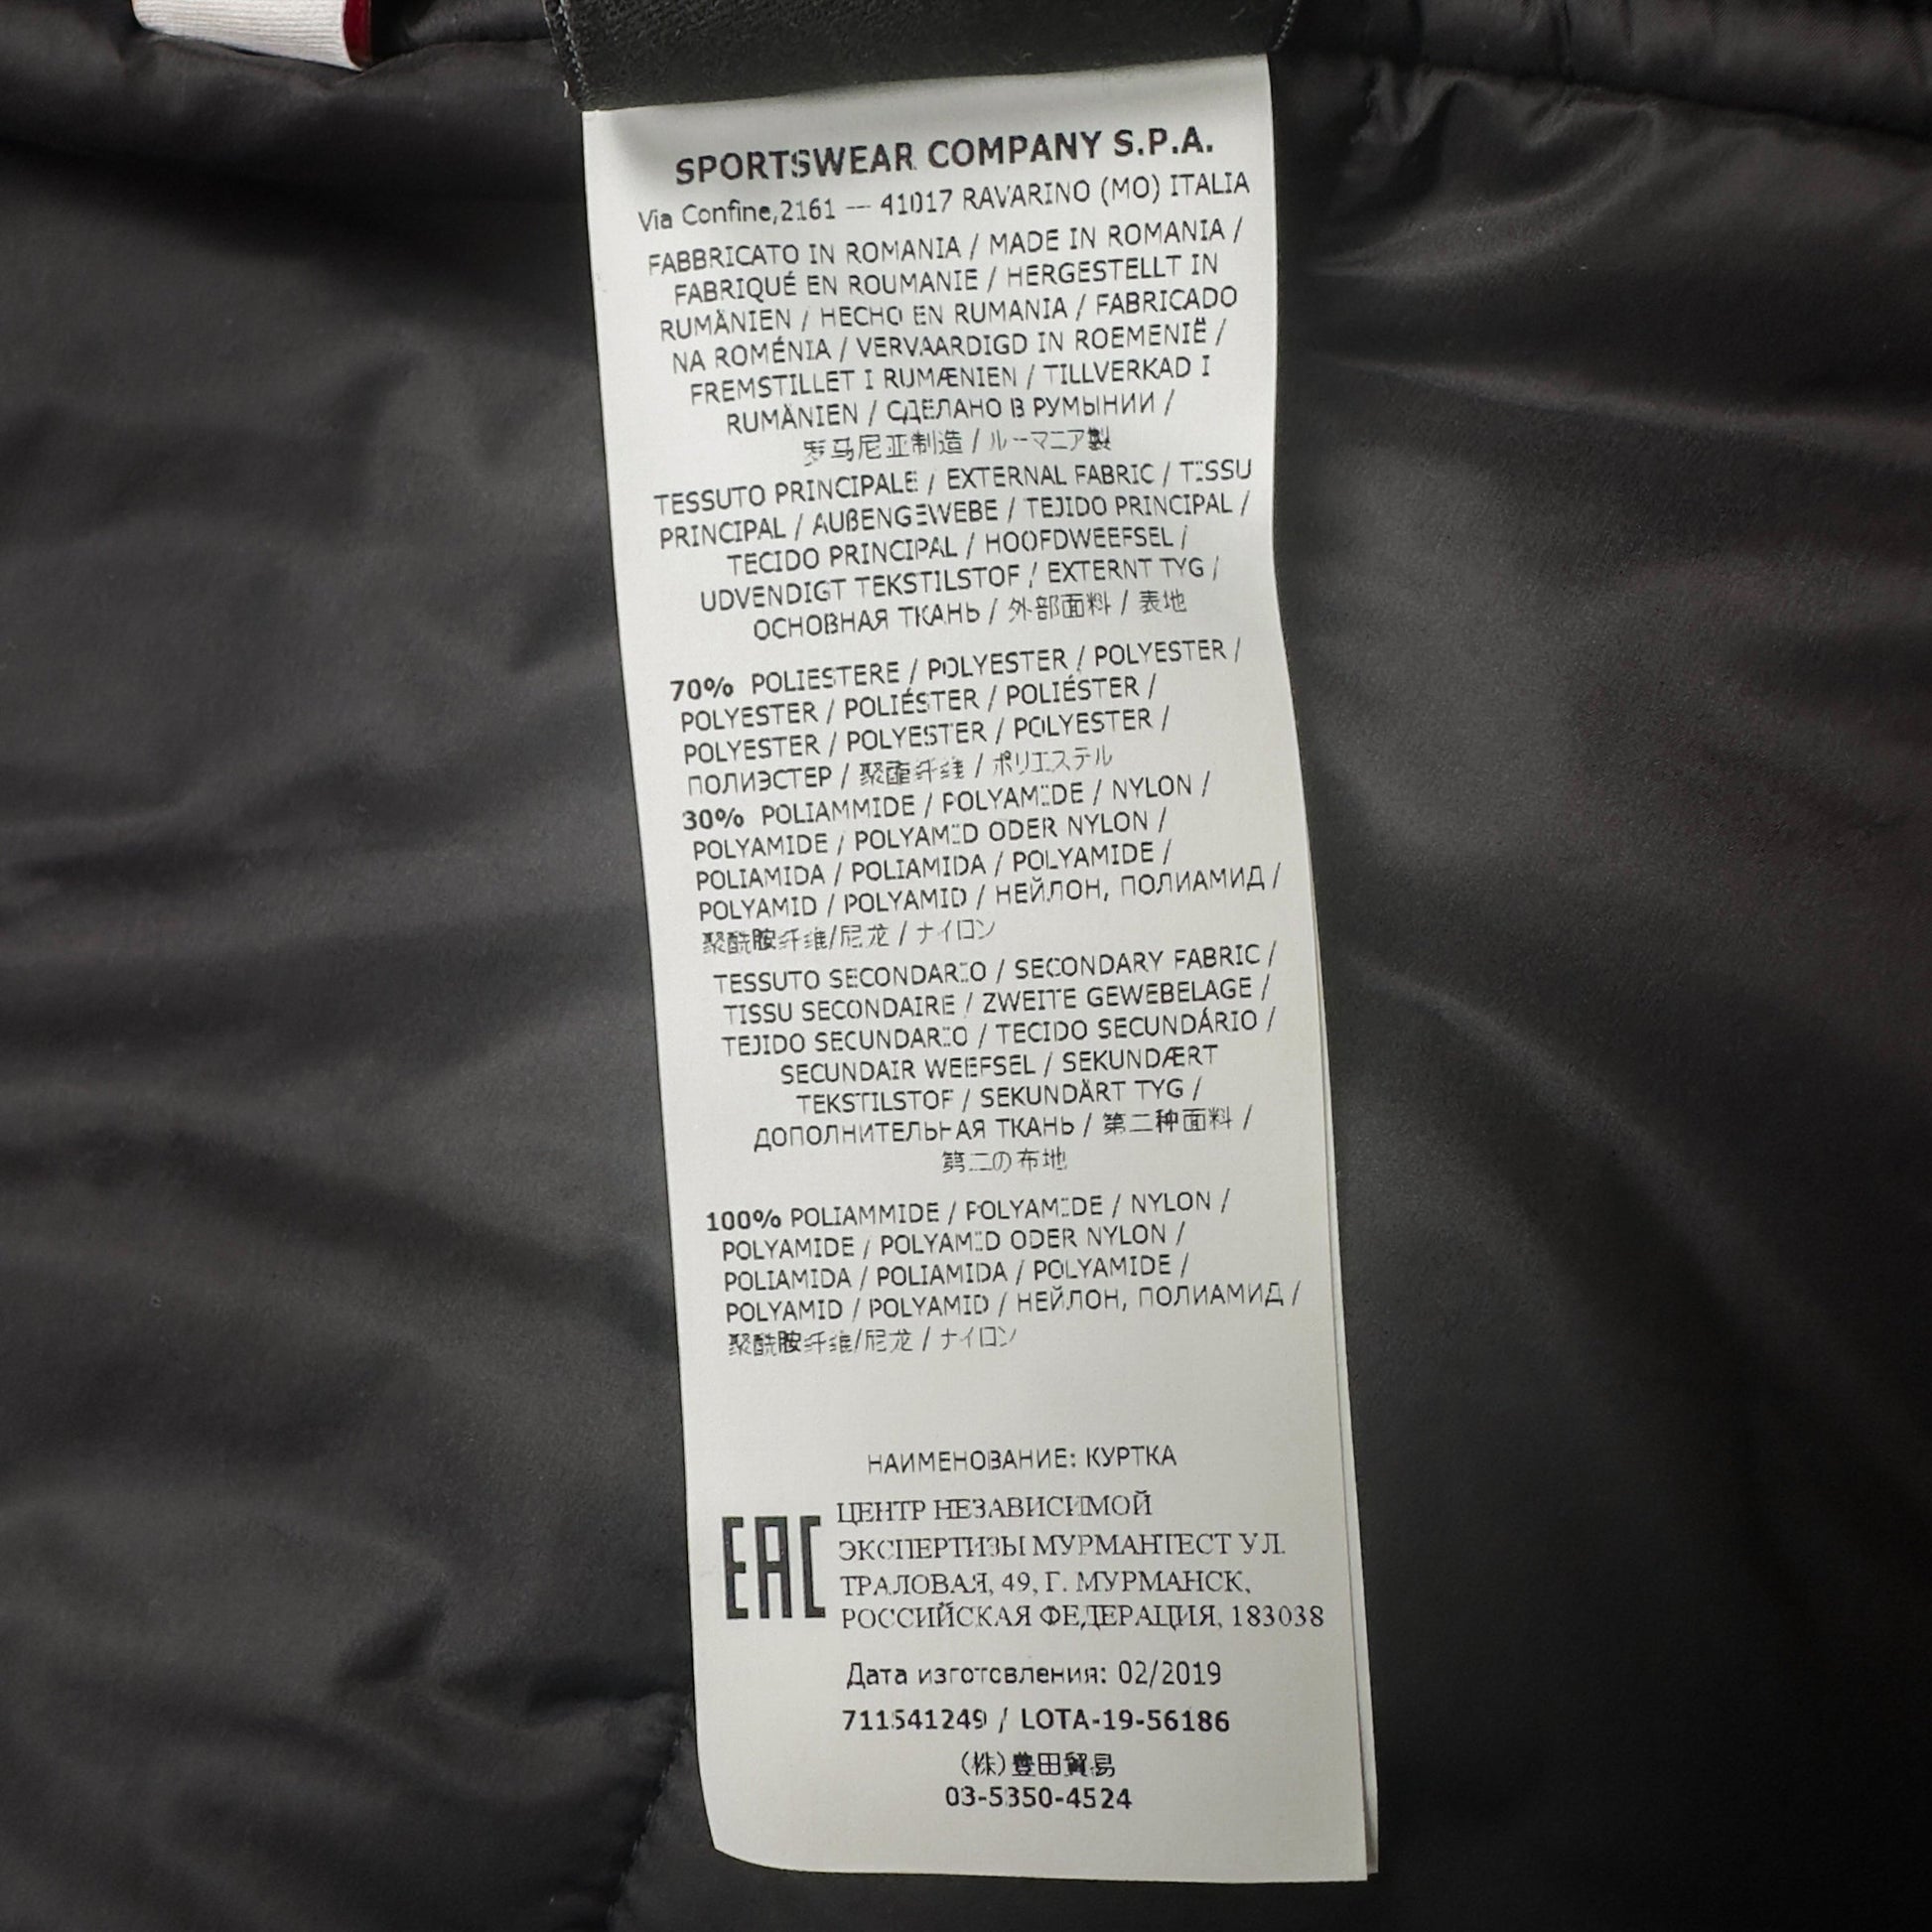 SPORTSWEAR COMPANY S.P.A.
Via Confine,2161 — 41017 RAVARINO (MO) ITALIA
FABBRICATO IN ROMANIA / MADE IN ROMANIA /
FABRIQUÉ EN ROUMANIE / HERGESTELLT IN
RUMÄNIEN / HECHO EN RUMANIA / FABRICADO
NA ROMÉNIA / VERVAARDIGD IN ROEMENIË /
FREMSTILLET I RUMÆNIEN / TILLVERKAD I
RUMÄNIEN / СДЕЛАНО В РУМЫНИИ /
罗马尼亚制造 / ルーマニア製
TESSUTO PRINCIPALE / EXTERNAL FABRIC / TISSU
PRINCIPAL / AUßENGEWEBE / TEJIDO PRINCIPAL /
TECIDO PRINCIPAL / HOOFDWEEFSEL /
UDVENDIGT TEKSTILSTOF / EXTERNT TYG /
ОСНОВНАЯ ТКАНЬ / 外部面料 / 表地
70% POLIESTERE / POLYESTER / POLYESTER /
POLYESTER / POLIÉSTER / POLIÉSTER /
POLYESTER / POLYESTER / POLYESTER /
ПОЛИЭСТЕР / 聚酯纤维 / ポリエステル
30% POLIAMMIDE / POLYAMIDE / NYLON /
POLYAMIDE / POLYAMID ODER NYLON /
POLIAMIDA / POLIAMIDA / POLYAMIDE /
POLYAMID / POLYAMID / НЕЙЛОН, ПОЛИАМИД /
聚酰胺纤维/尼龙 / ナイロン
TESSUTO SECONDARIO / SECONDARY FABRIC /
TISSU SECONDAIRE / ZWEITE GEWEBELAGE /
TEJIDO SECUNDARIO / TECIDO SECUNDÁRIO /
SECUNDAIR WEEFSEL / SEKUNDÆRT
TEKSTILSTOF / SEKUNDÄRT TYG /
ДОПОЛНИТЕЛЬНАЯ ТКАНЬ / 第二种面料 /
第二の布地
100% POLIAMMIDE / POLYAMIDE / NYLON /
POLYAMIDE / POLYAMID ODER NYLON /
POLIAMIDA / POLIAMIDA / POLYAMIDE /
POLYAMID / POLYAMID / НЕЙЛОН, ПОЛИАМИД /
聚酰胺纤维/尼龙 / ナイロン
НАИМЕНОВАНИЕ: КУРТКА
EAC
ЦЕНТР НЕЗАВИСИМОЙ
ЭКСПЕРТИЗЫ МУРМАНТЕСТ УЛ.
ТРАЛОВАЯ, 49, Г. МУРМАНСК,
РОССИЙСКАЯ ФЕДЕРАЦИЯ, 183038
Дата изготовления: 02/2019
711541249 / LOTA-19-56186
(株)豊田貿易
03-5350-4524